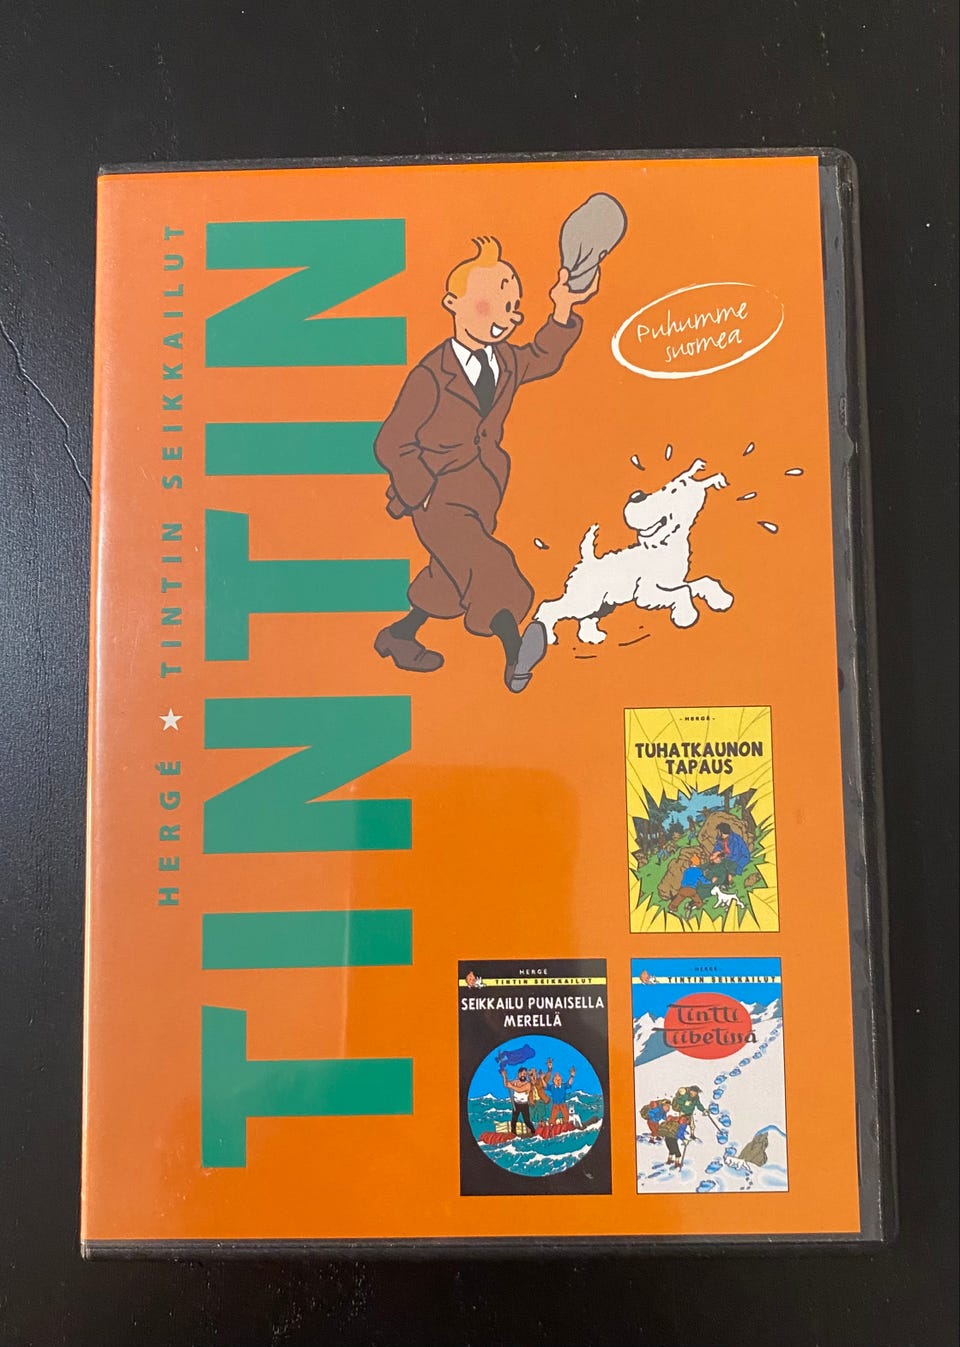 HERGÉ ★ TINTIN SEIKKAILUT
TINTIN
Puhumme
suomea
- HERGÉ -
TUHATKAUNON
TAPAUS
HERGÉ
TINTIN SEIKKAILUT
SEIKKAILU PUNAISELLA
MERELLÄ
- HERGÉ -
TINTIN SEIKKAILUT
Tintti
Tiibetissä